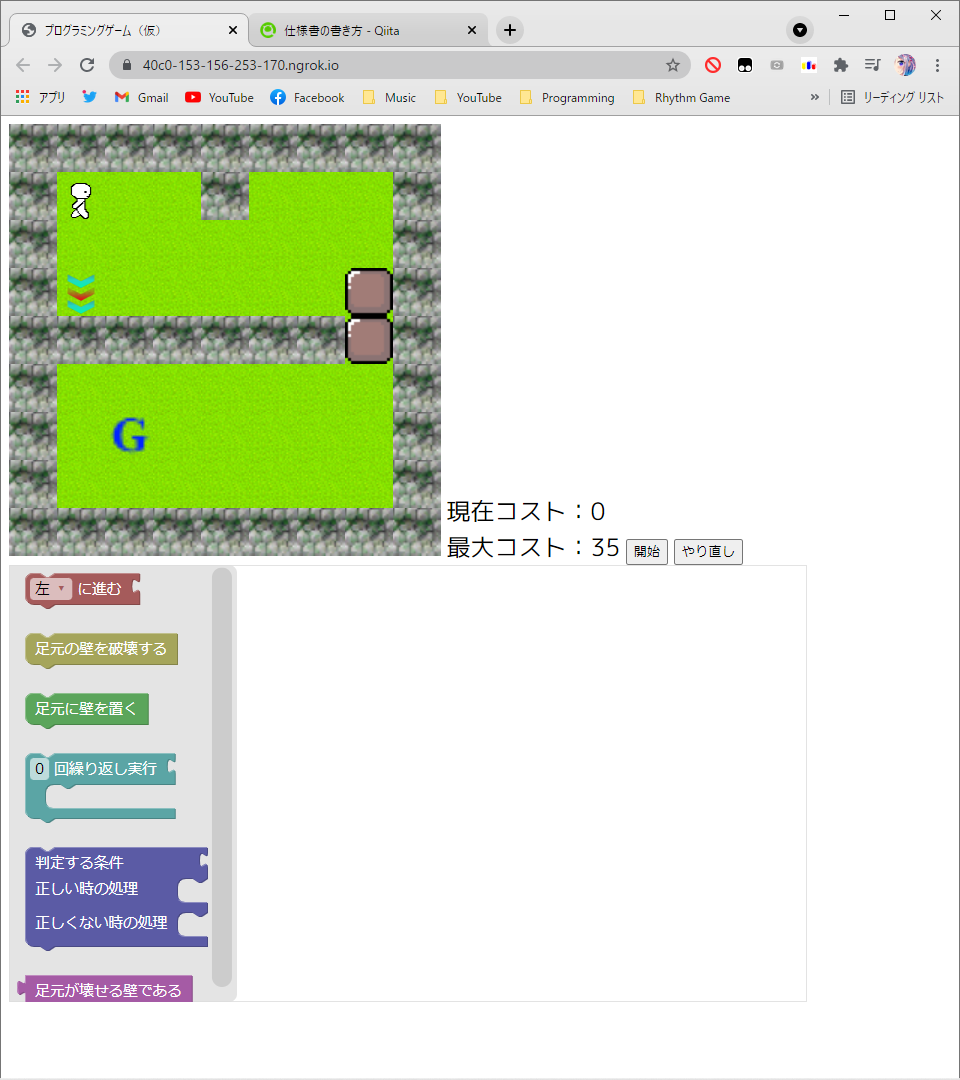 プログラミングゲーム（仮）
仕様書の書き方 - Qiita
40c0-153-156-253-170.ngrok.io
アプリ Gmail YouTube Facebook Music YouTube Programming Rhythm Game » リーディング リスト
G
現在コスト：0
最大コスト：35 開始 やり直し
左 に進む
足元の壁を破壊する
足元に壁を置く
0 回繰り返し実行
判定する条件
正しい時の処理
正しくない時の処理
足元が壊せる壁である